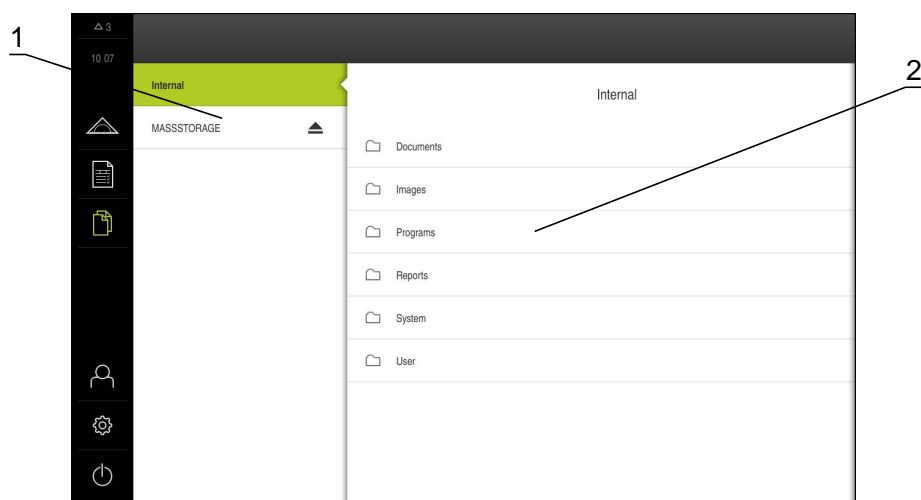 1
2
△ 3
10 07
Internal
MASSSTORAGE
Internal
Documents
Images
Programs
Reports
System
User